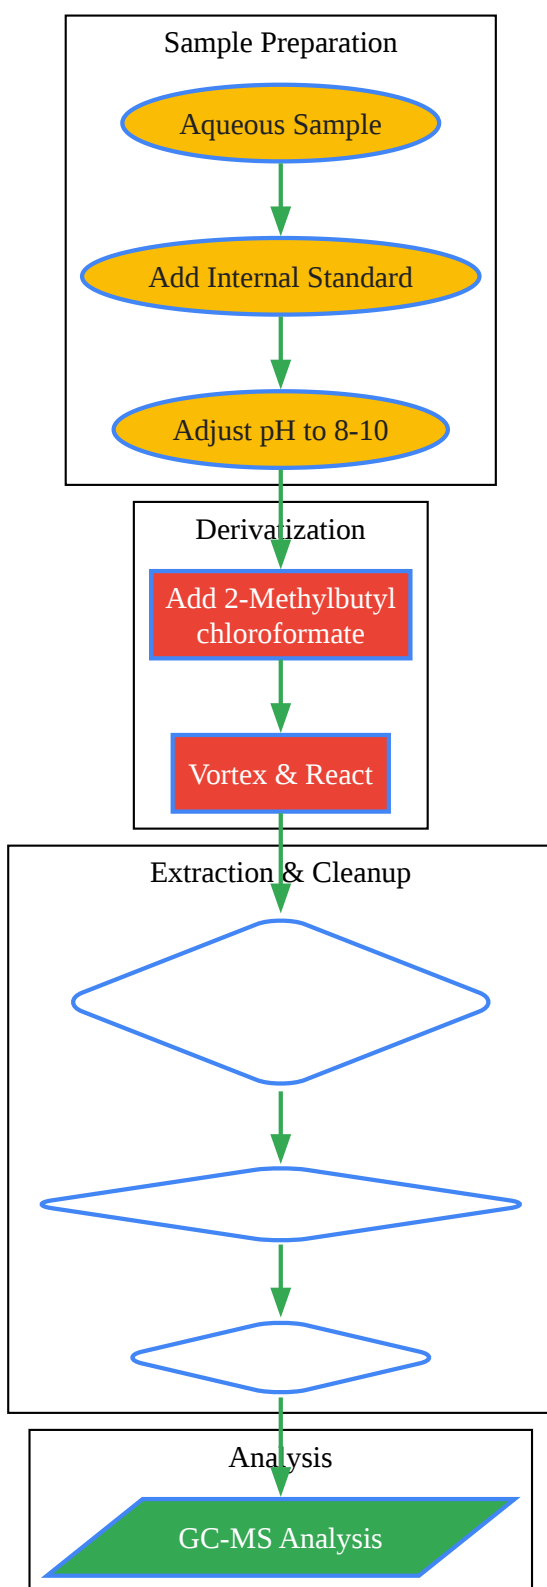 Sample Preparation
Aqueous Sample
Add Internal Standard
Adjust pH to 8-10
Derivatization
Add 2-Methylbutyl
chloroformate
Vortex & React
Extraction & Cleanup
Analysis
GC-MS Analysis